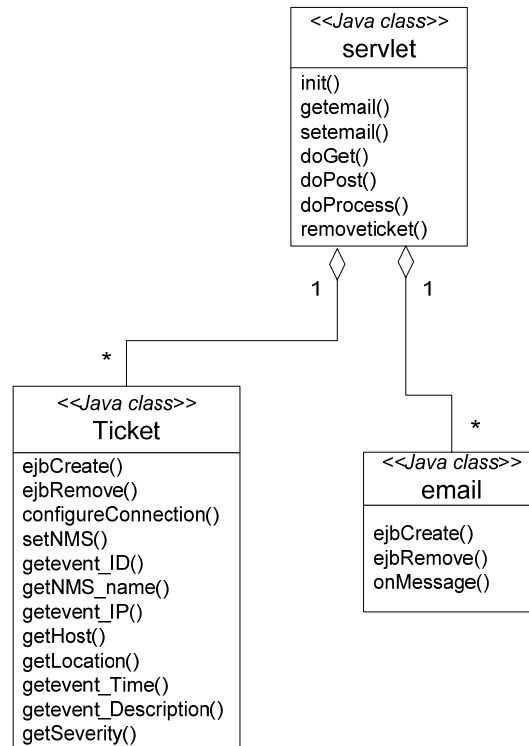 <<Java class>>
servlet
init()
getemail()
setemail()
doGet()
doPost()
doProcess()
removeticket()
1
1
*
*
<<Java class>>
Ticket
ejbCreate()
ejbRemove()
configureConnection()
setNMS()
getevent_ID()
getNMS_name()
getevent_IP()
getHost()
getLocation()
getevent_Time()
getevent_Description()
getSeverity()
<<Java class>>
email
ejbCreate()
ejbRemove()
onMessage()